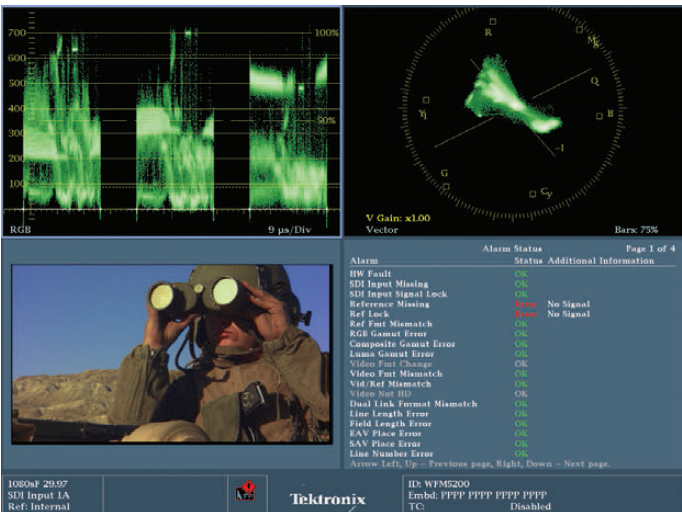 700
600
500
400
300
200
100
100%
50%
RGB
9 µs/Div
R
Mg
Q
B
Yl
-I
G
Cy
V Gain: x1.00
Vector
Bars: 75%
Alarm Status Page 1 of 4
Alarm Status Additional Information
HW Fault OK
SDI Input Missing OK
SDI Input Signal Lock OK
Reference Missing Error No Signal
Ref Lock Error No Signal
Ref Fmt Mismatch OK
RGB Gamut Error OK
Composite Gamut Error OK
Luma Gamut Error OK
Video Fmt Change OK
Video Fmt Mismatch OK
Vid/Ref Mismatch OK
Video Not HD OK
Dual Link Format Mismatch OK
Line Length Error OK
Field Length Error OK
EAV Place Error OK
SAV Place Error OK
Line Number Error OK
Arrow Left, Up - Previous page, Right, Down - Next page.
1080sF 29.97
SDI Input 1A
Ref: Internal
Tektronix
ID: WFM5200
Embd: PPPP PPPP PPPP PPPP
TC: Disabled